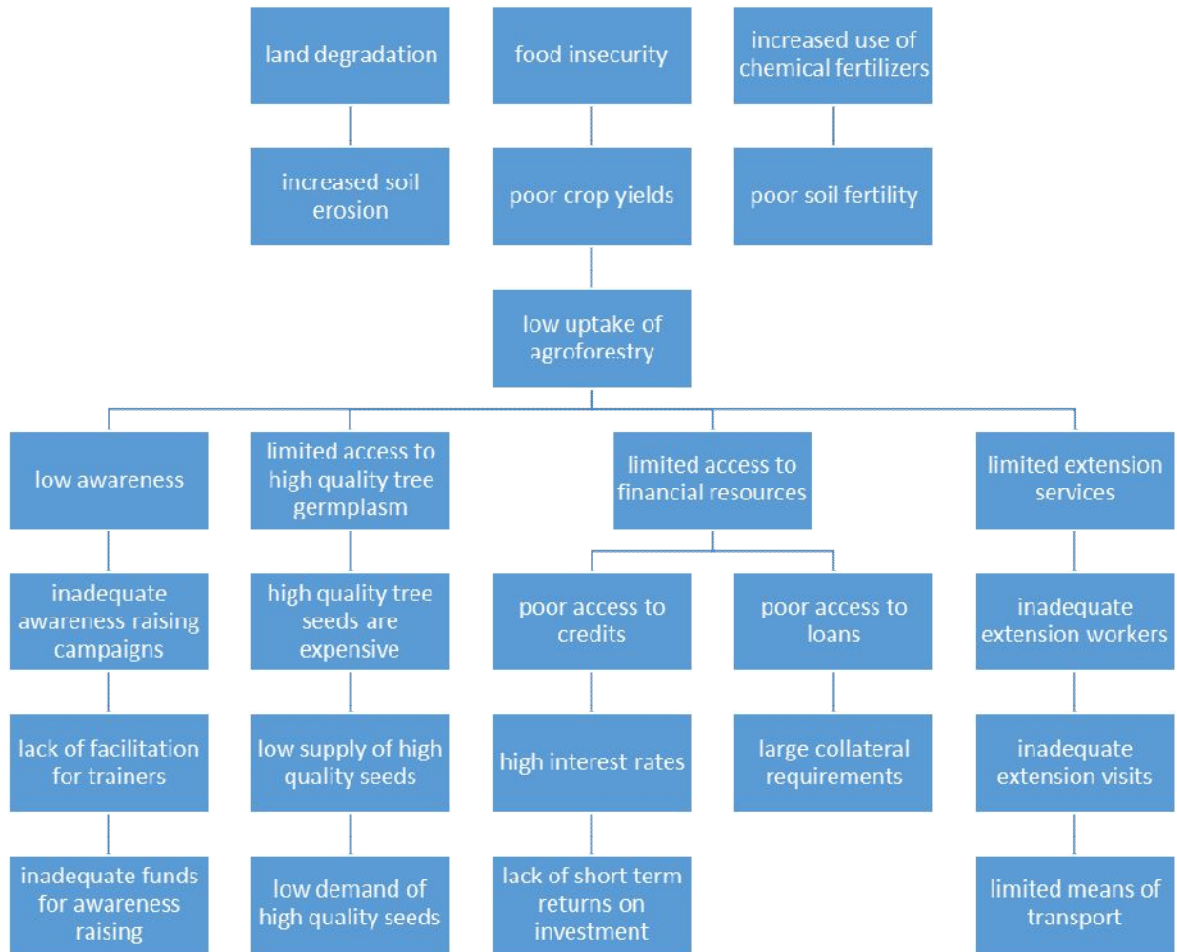 land degradation
food insecurity
increased use of
chemical fertilizers
increased soil
erosion
poor crop yields
poor soil fertility
low uptake of
agroforestry
low awareness
limited access to
high quality tree
germplasm
limited access to
financial resources
limited extension
services
inadequate
awareness raising
campaigns
high quality tree
seeds are
expensive
poor access to
credits
poor access to
loans
inadequate
extension workers
lack of facilitation
for trainers
low supply of high
quality seeds
high interest rates
large collateral
requirements
inadequate
extension visits
inadequate funds
for awareness
raising
low demand of
high quality seeds
lack of short term
returns on
investment
limited means of
transport